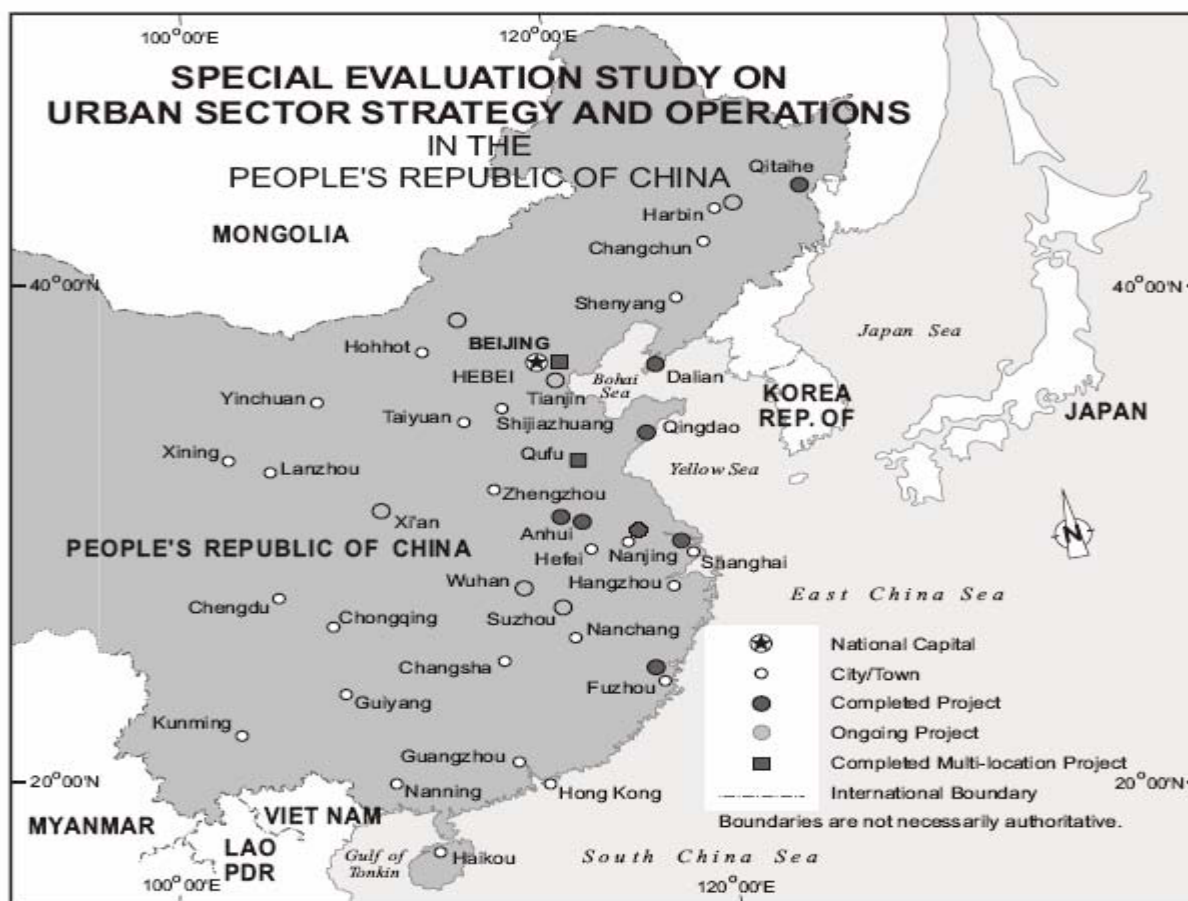 100°00'E
120°00'E
SPECIAL EVALUATION STUDY ON
URBAN SECTOR STRATEGY AND OPERATIONS
IN THE
PEOPLE'S REPUBLIC OF CHINA
Qitaihe
Harbin
MONGOLIA
Changchun
40°00'N
40°00'N
Shenyang
Japan Sea
Hohhot
BEIJING
HEBEI
Bohai
Sea
Dalian
Tianjin
KOREA
REP. OF
JAPAN
Yinchuan
Taiyuan
Shijiazhuang
Qingdao
Xining
Lanzhou
Qufu
Yellow Sea
Zhengzhou
Xi'an
Anhui
PEOPLE'S REPUBLIC OF CHINA
Hefei
Nanjing
Shanghai
Wuhan
Hangzhou
East China Sea
Chengdu
Chongqing
Suzhou
Nanchang
National Capital
Changsha
City/Town
Fuzhou
Guiyang
Completed Project
Kunming
Ongoing Project
Guangzhou
Completed Multi-location Project
20°00'N
20°00'N
Nanning
Hong Kong
International Boundary
MYANMAR
VIET NAM
Boundaries are not necessarily authoritative.
LAO
PDR
Gulf of
Tonkin
Haikou
South China Sea
100°00'E
120°00'E
N